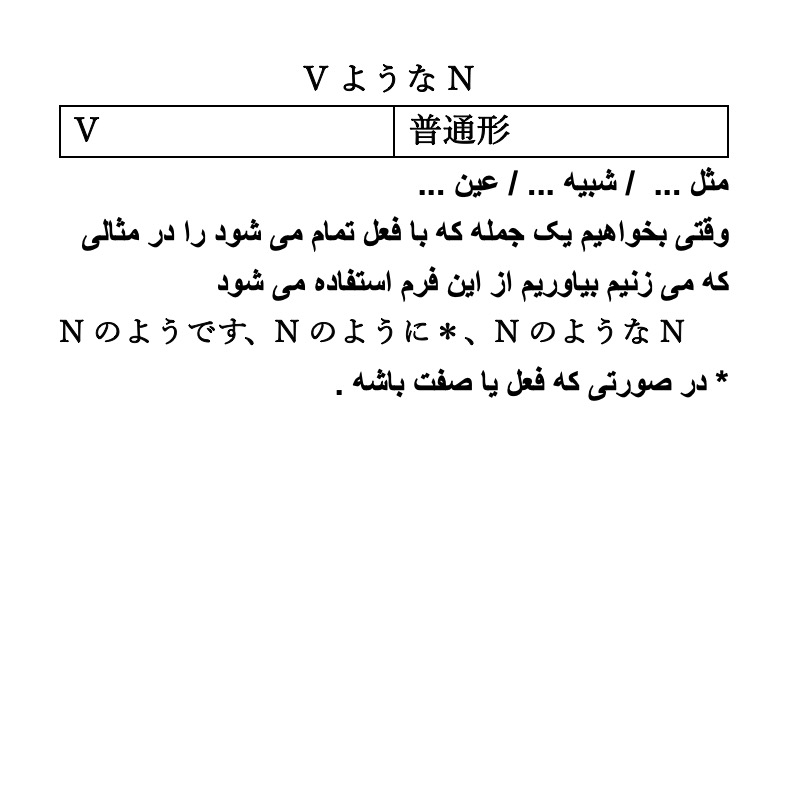 V ような N
V 普通形
مثل ... / شبیه ... / عین ...
وقتی بخواهیم یک جمله که با فعل تمام می شود را در مثالی
که می زنیم بیاوریم از این فرم استفاده می شود
N のようです、N のように＊、N のような N
* در صورتی که فعل یا صفت باشه .